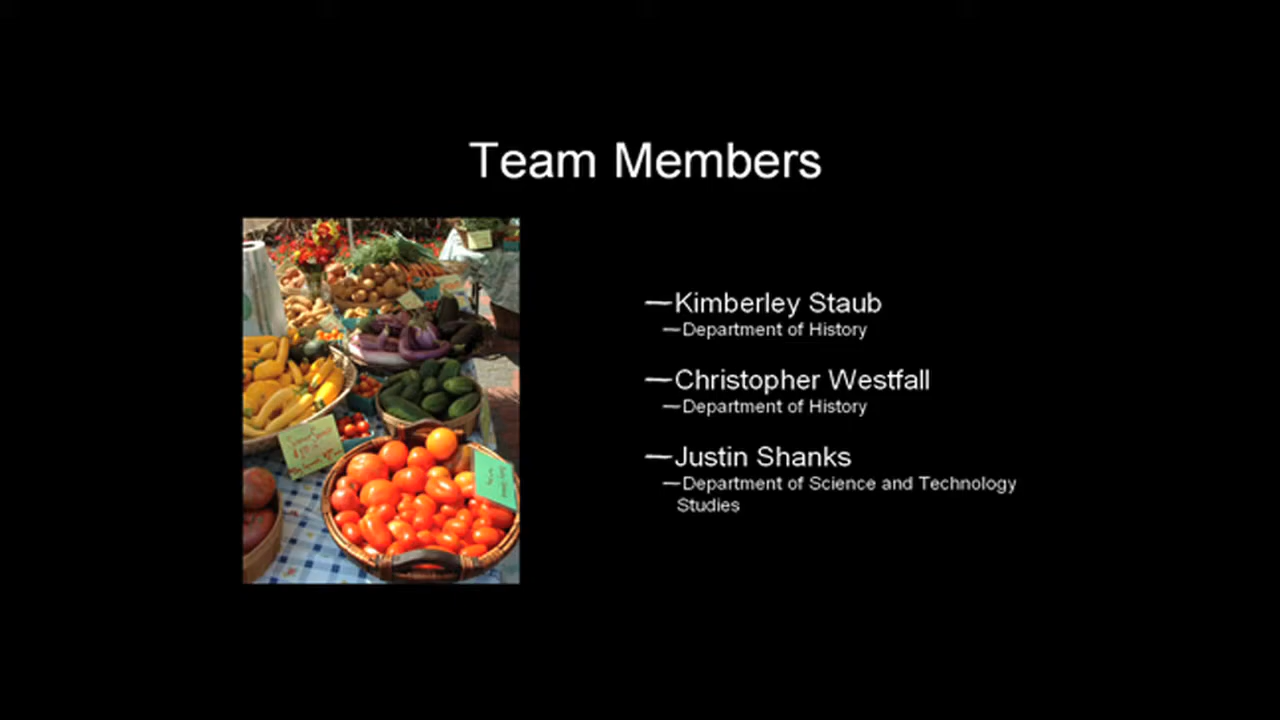 Team Members
—Kimberley Staub
—Department of History
—Christopher Westfall
—Department of History
—Justin Shanks
—Department of Science and Technology
Studies